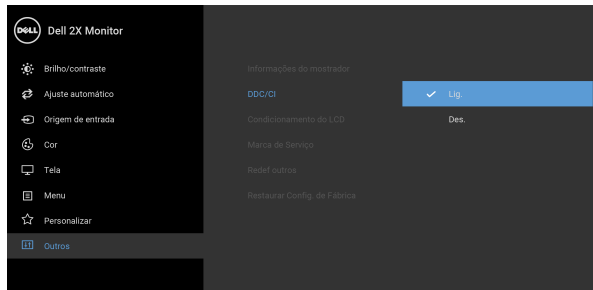 DELL Dell 2X Monitor
Brilho/contraste
Ajuste automático
Origem de entrada
Cor
Tela
Menu
Personalizar
Outros
Informações do mostrador
DDC/CI
Condicionamento do LCD
Marca de Serviço
Redef outros
Restaurar Config. de Fábrica
Lig.
Des.